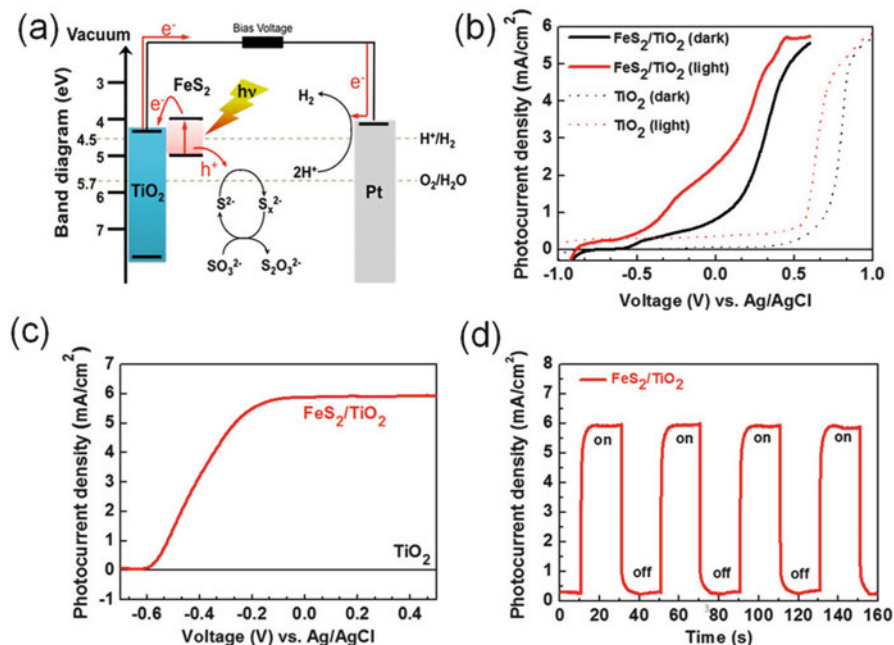 (a)
Vacuum
Bias Voltage
e⁻
e⁻
FeS₂
hν
e⁻
h⁺
H₂
2H⁺
H⁺/H₂
O₂/H₂O
TiO₂
Pt
S²⁻
Sₓ²⁻
SO₃²⁻
S₂O₃²⁻
Band diagram (eV)
3
4
4.5
5
5.7
6
7
(b)
FeS₂/TiO₂ (dark)
FeS₂/TiO₂ (light)
TiO₂ (dark)
TiO₂ (light)
Photocurrent density (mA/cm²)
6
5
4
3
2
1
0
-1.0 -0.5 0.0 0.5 1.0
Voltage (V) vs. Ag/AgCl
(c)
Photocurrent density (mA/cm²)
7
6
5
4
3
2
1
0
-1
FeS₂/TiO₂
TiO₂
-0.6 -0.4 -0.2 0.0 0.2 0.4
Voltage (V) vs. Ag/AgCl
(d)
FeS₂/TiO₂
Photocurrent density (mA/cm²)
8
7
6
5
4
3
2
1
0
on on on on
off off off
0 20 40 60 80 100 120 140 160
Time (s)